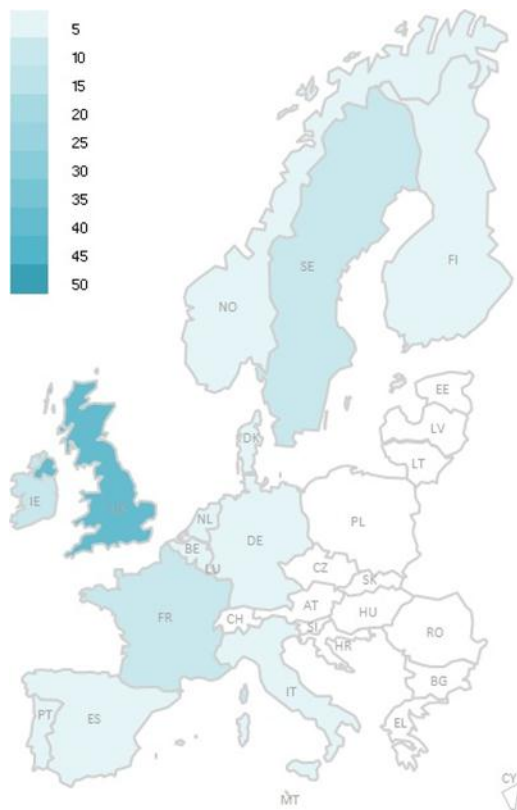 5
10
15
20
25
30
35
40
45
50
SE
FI
NO
EE
LV
DK
LT
IE
UK
NL
PL
DE
BE
LU
CZ
SK
FR
CH
AT
HU
SI
RO
HR
BG
IT
PT
ES
EL
CY
MT